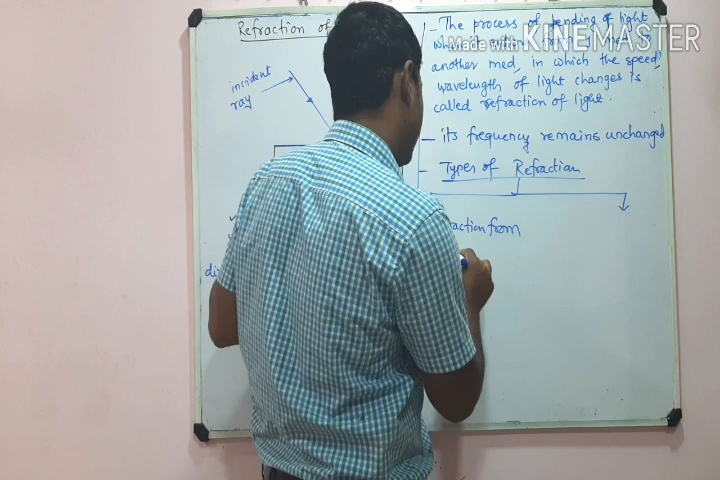 Refraction of
incident
ray
- The process of bending of light
another med, in which the speed,
wavelength of light changes is
called refraction of light.
- its frequency remains unchanged
- Types of Refraction
action from
di
Made with KINEMASTER